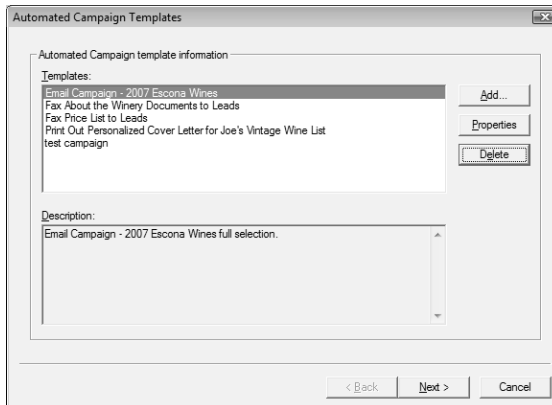 Automated Campaign Templates
Automated Campaign template information
Templates:
Email Campaign - 2007 Escona Wines
Fax About the Winery Documents to Leads
Fax Price List to Leads
Print Out Personalized Cover Letter for Joe's Vintage Wine List
test campaign
Add...
Properties
Delete
Description:
Email Campaign - 2007 Escona Wines full selection.
< Back
Next >
Cancel